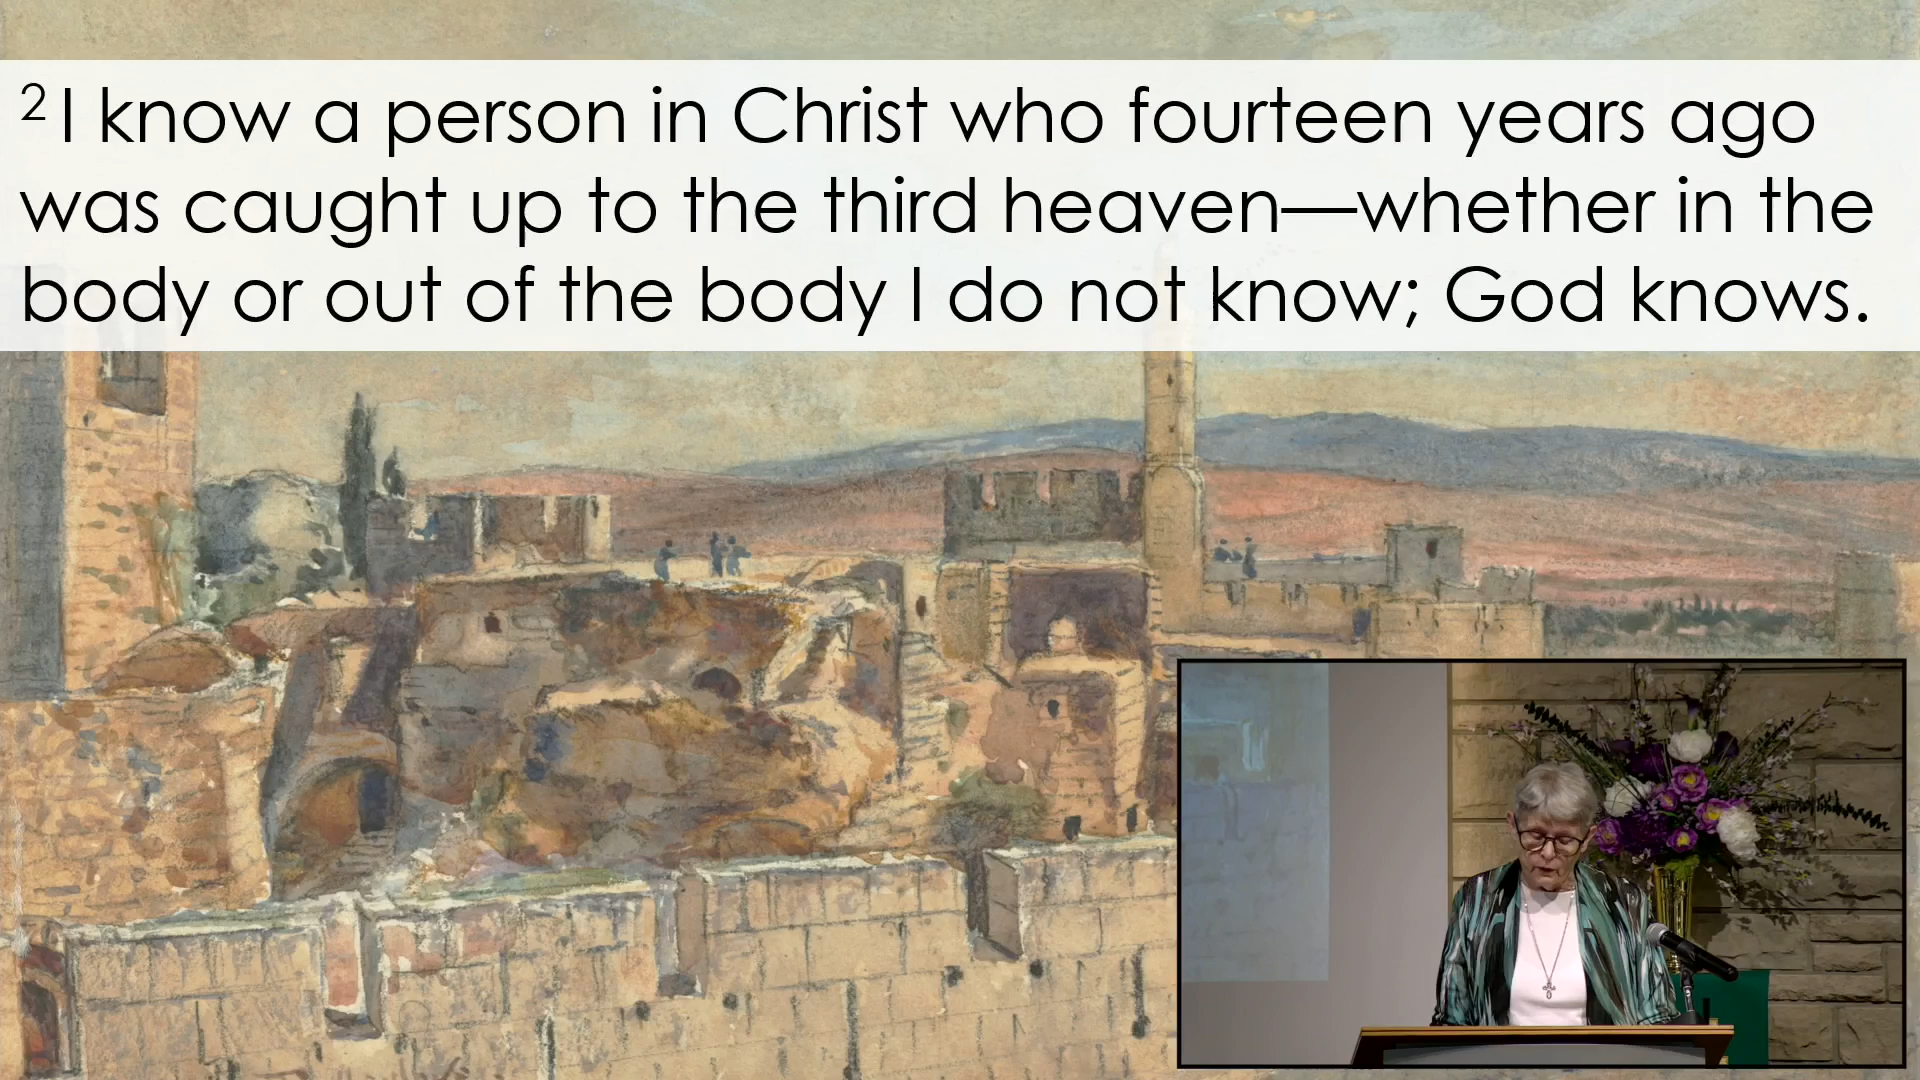 2 I know a person in Christ who fourteen years ago
was caught up to the third heaven—whether in the
body or out of the body I do not know; God knows.